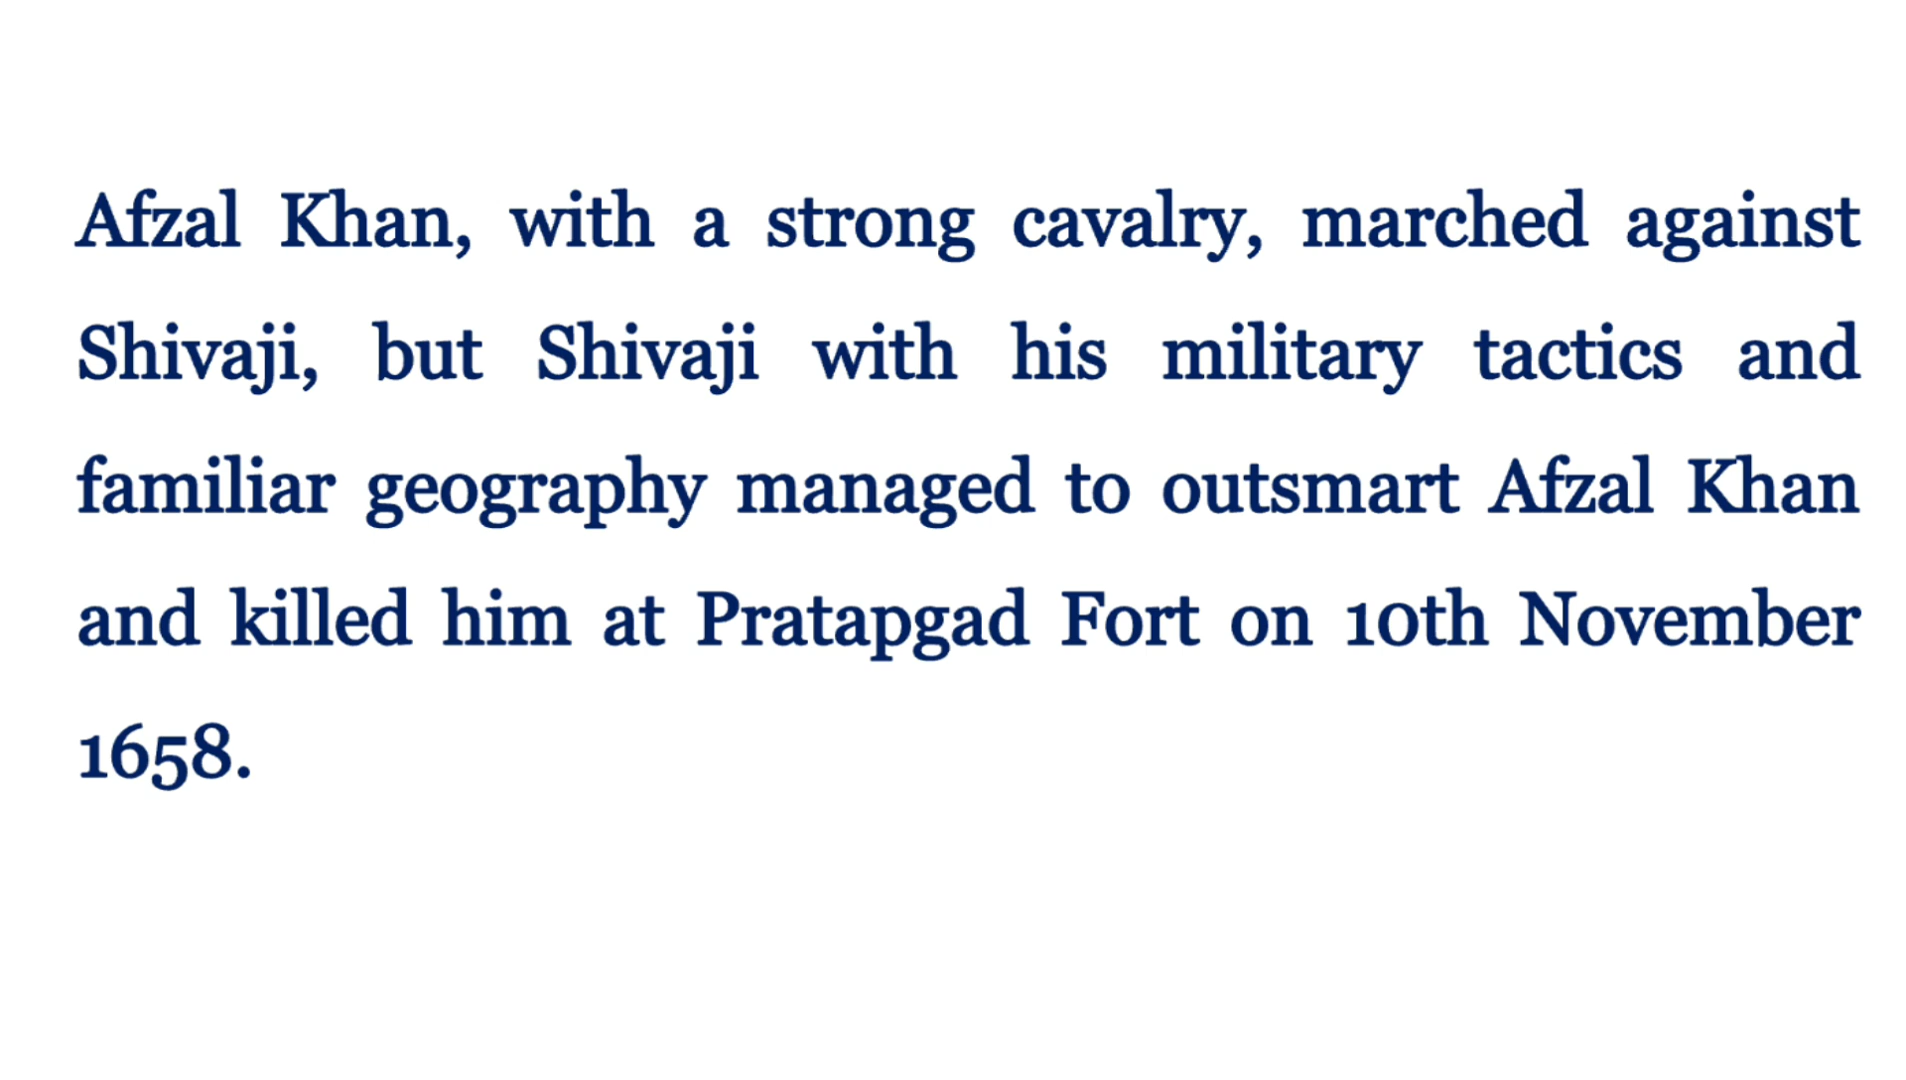 Afzal Khan, with a strong cavalry, marched against
Shivaji, but Shivaji with his military tactics and
familiar geography managed to outsmart Afzal Khan
and killed him at Pratapgad Fort on 10th November
1658.